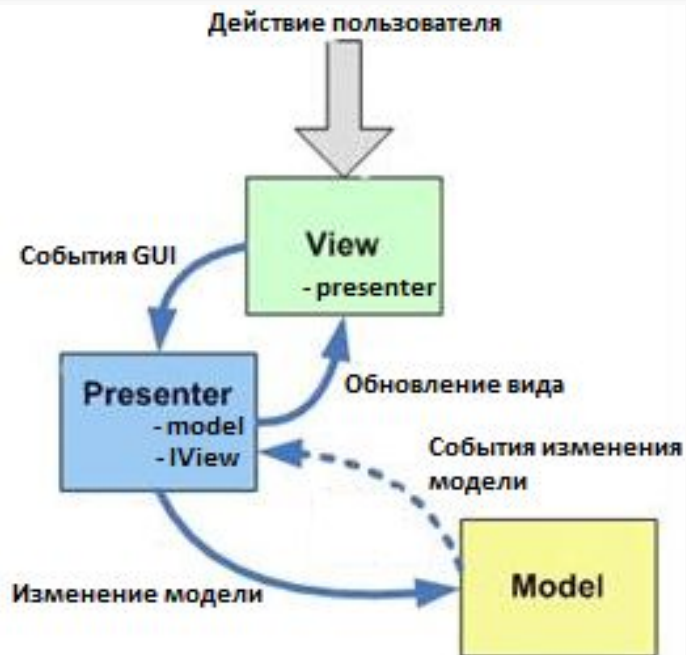 Действие пользователя
View
- presenter
События GUI
Presenter
- model
- IView
Обновление вида
События изменения
модели
Изменение модели
Model